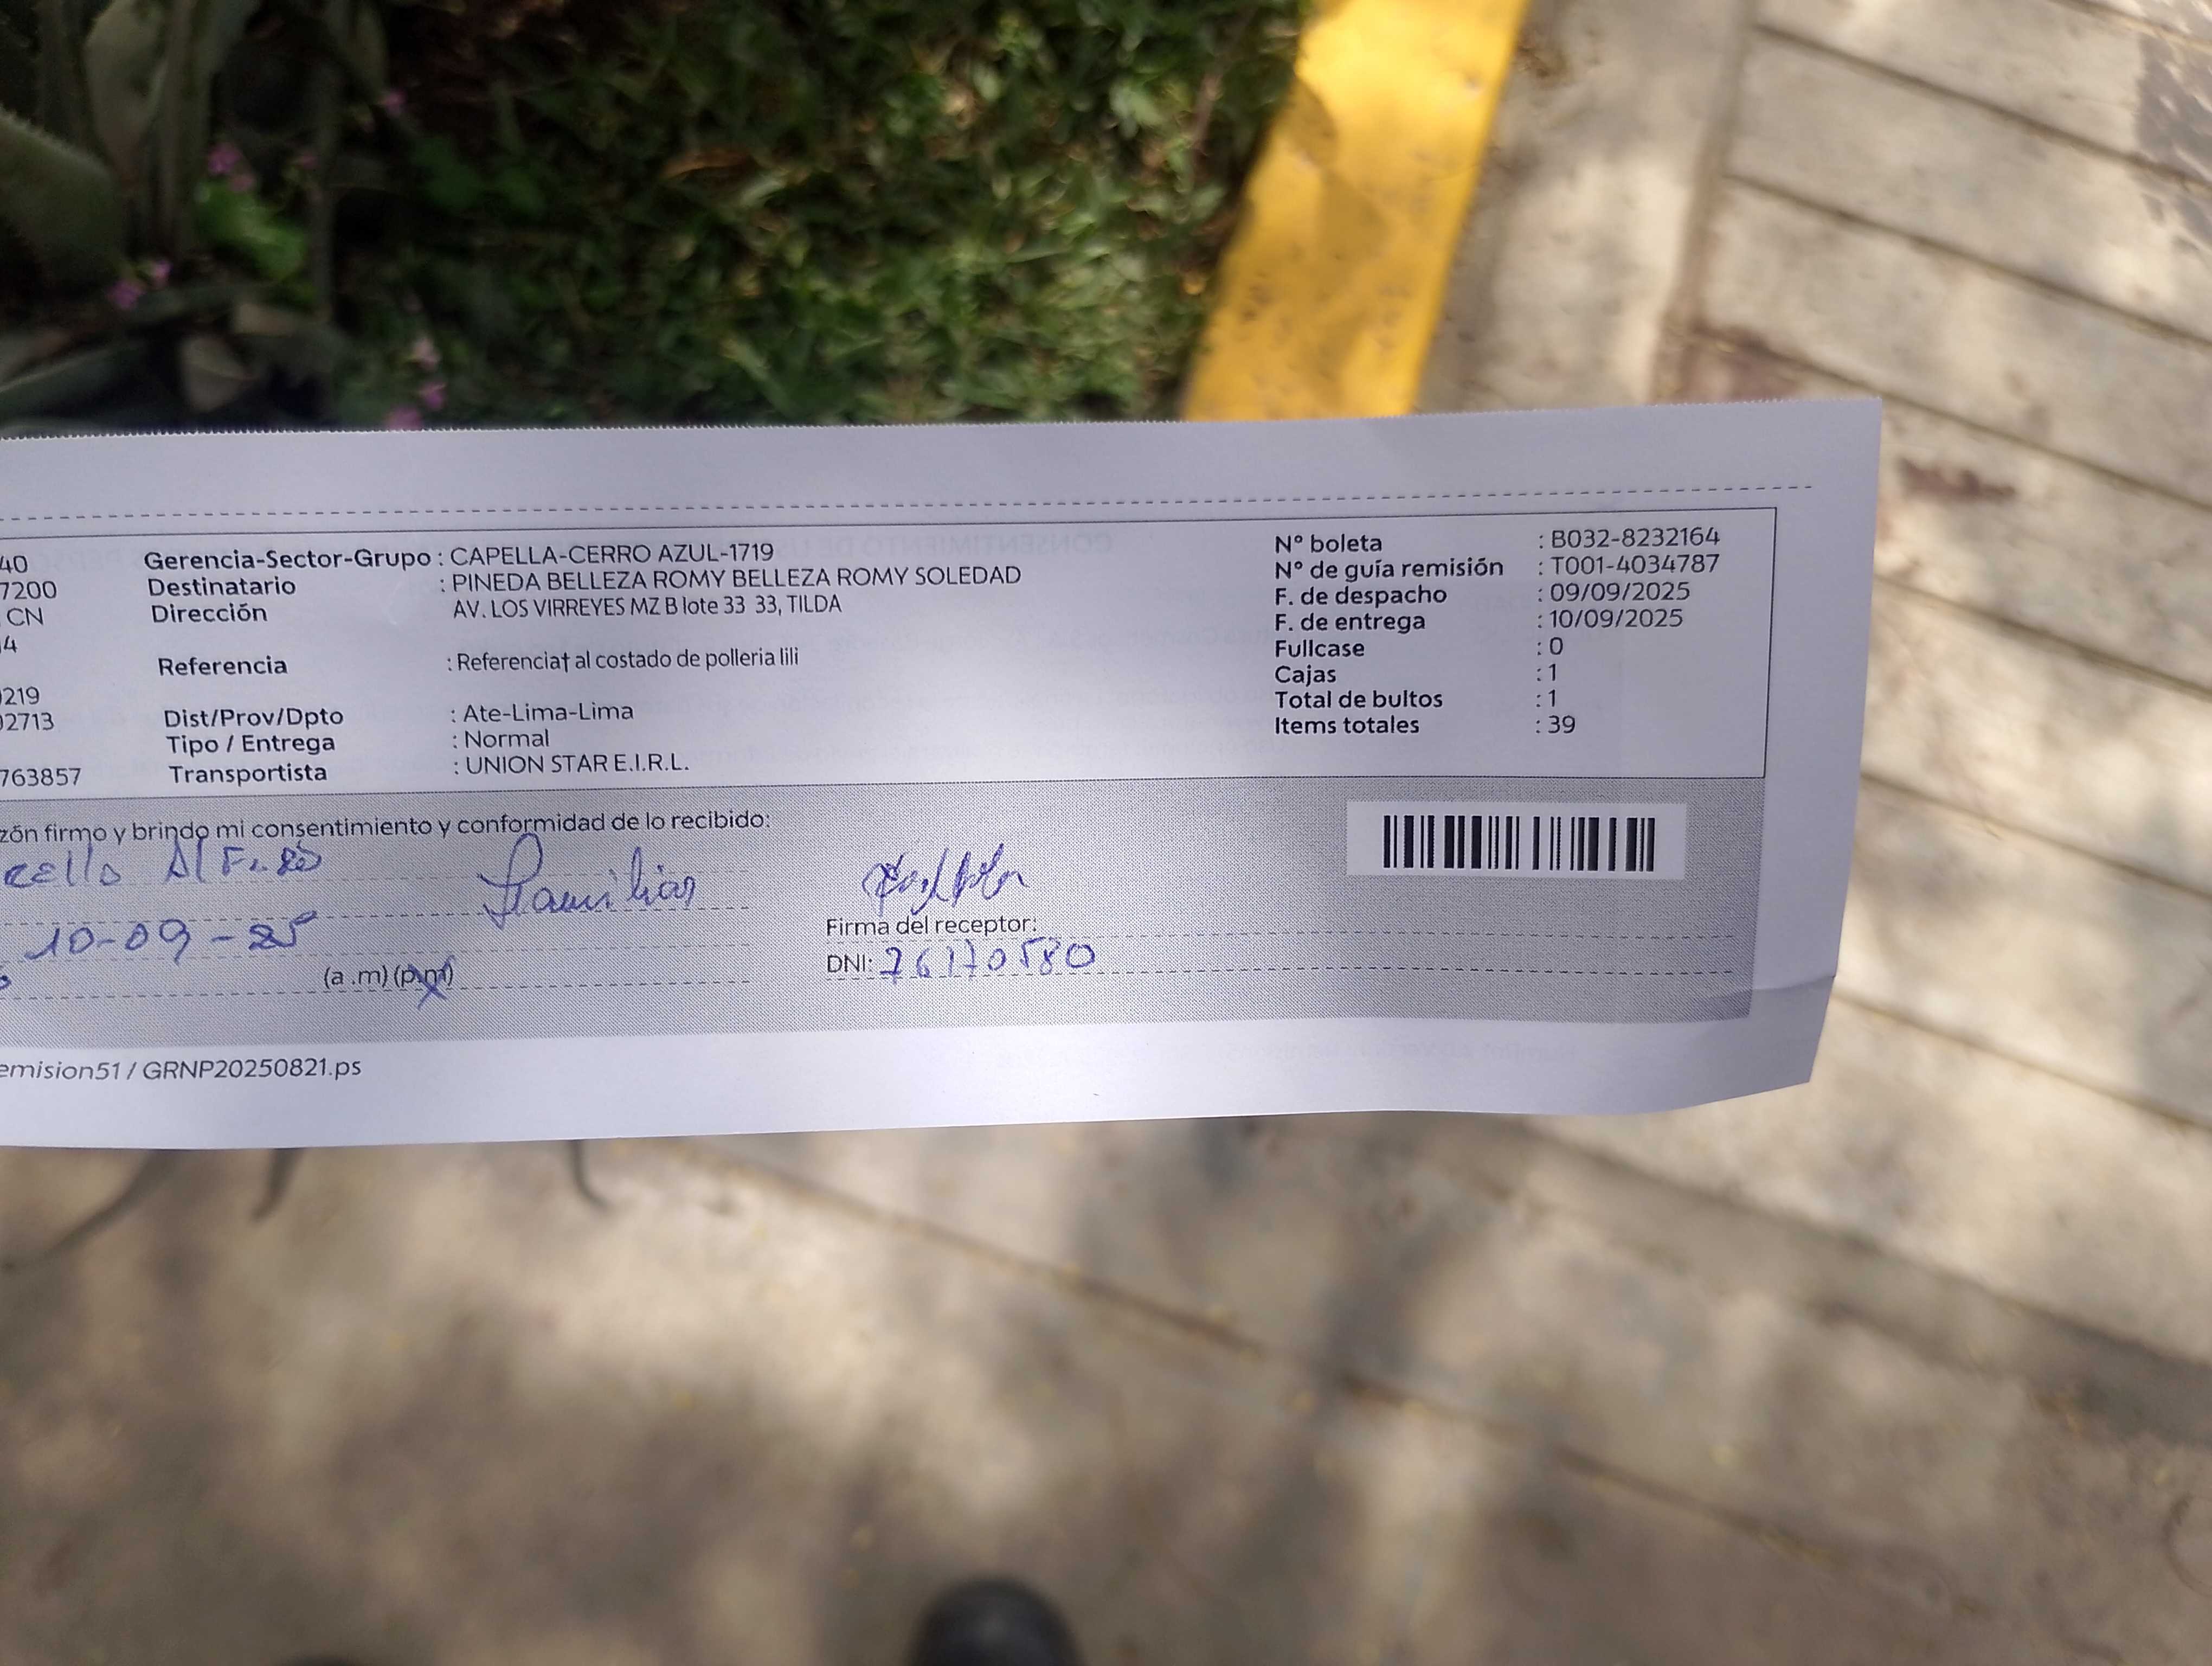 40
7200
CN
4
0219
02713
763857
Gerencia-Sector-Grupo : CAPELLA-CERRO AZUL-1719
Destinatario : PINEDA BELLEZA ROMY BELLEZA ROMY SOLEDAD
Dirección AV. LOS VIRREYES MZ B lote 33 33, TILDA
Referencia : Referencia† al costado de polleria lili
Dist/Prov/Dpto : Ate-Lima-Lima
Tipo / Entrega : Normal
Transportista : UNION STAR E.I.R.L.
N° boleta : B032-8232164
N° de guía remisión : T001-4034787
F. de despacho : 09/09/2025
F. de entrega : 10/09/2025
Fullcase : 0
Cajas : 1
Total de bultos : 1
Items totales : 39
zón firmo y brindo mi consentimiento y conformidad de lo recibido:
cello Familiar
10-09-25
(a .m) (p.m)
Firma del receptor:
DNI: 76170580
emision51 / GRNP20250821.ps